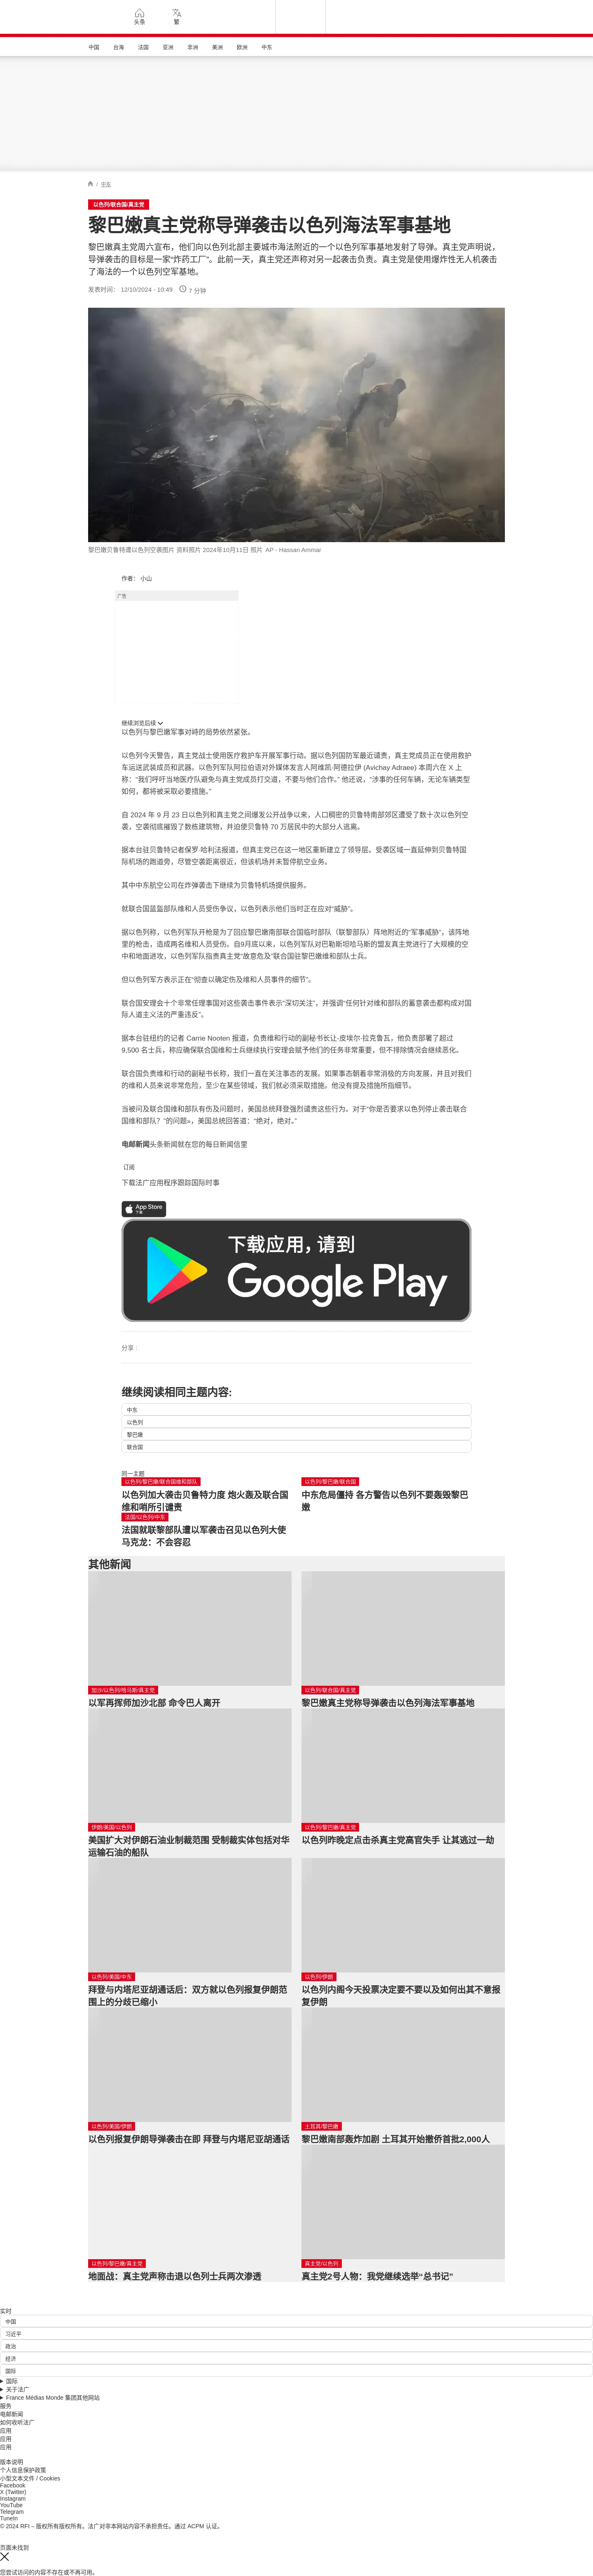 头条
繁
中国
台海
法国
亚洲
非洲
美洲
欧洲
中东
/ 中东
以色列/联合国/真主党
黎巴嫩真主党称导弹袭击以色列海法军事基地
黎巴嫩真主党周六宣布，他们向以色列北部主要城市海法附近的一个以色列军事基地发射了导弹。真主党声明说，
导弹袭击的目标是一家“炸药工厂”。此前一天，真主党还声称对另一起袭击负责。真主党是使用爆炸性无人机袭击
了海法的一个以色列空军基地。
发表时间： 12/10/2024 - 10:49 7 分钟
黎巴嫩贝鲁特遭以色列空袭图片 资料照片 2024年10月11日 照片 AP - Hassan Ammar
作者： 小山
广告
继续浏览后续
以色列与黎巴嫩军事对峙的局势依然紧张。
以色列今天警告，真主党战士使用医疗救护车开展军事行动。据以色列国防军最近谴责，真主党成员正在使用救护
车运送武装成员和武器。以色列军队阿拉伯语对外媒体发言人阿维凯·阿德拉伊 (Avichay Adraee) 本周六在 X 上
称：“我们呼吁当地医疗队避免与真主党成员打交道，不要与他们合作。” 他还说，“涉事的任何车辆，无论车辆类型
如何，都将被采取必要措施。”
自 2024 年 9 月 23 日以色列和真主党之间爆发公开战争以来，人口稠密的贝鲁特南部郊区遭受了数十次以色列空
袭，空袭彻底摧毁了数栋建筑物，并迫使贝鲁特 70 万居民中的大部分人逃离。
据本台驻贝鲁特记者保罗·哈利法报道，但真主党已在这一地区重新建立了领导层。受袭区域一直延伸到贝鲁特国
际机场的跑道旁，尽管空袭距离很近，但该机场并未暂停航空业务。
其中中东航空公司在炸弹袭击下继续为贝鲁特机场提供服务。
就联合国蓝盔部队维和人员受伤争议，以色列表示他们当时正在应对“威胁”。
据以色列称，以色列军队开枪是为了回应黎巴嫩南部联合国临时部队（联黎部队）阵地附近的“军事威胁”，该阵地
里的枪击，造成两名维和人员受伤。自9月底以来，以色列军队对巴勒斯坦哈马斯的盟友真主党进行了大规模的空
中和地面进攻，以色列军队指责真主党“故意危及”联合国驻黎巴嫩维和部队士兵。
但以色列军方表示正在“彻查以确定伤及维和人员事件的细节”。
联合国安理会十个非常任理事国对这些袭击事件表示“深切关注”，并强调“任何针对维和部队的蓄意袭击都构成对国
际人道主义法的严重违反”。
据本台驻纽约的记者 Carrie Nooten 报道，负责维和行动的副秘书长让-皮埃尔·拉克鲁瓦，他负责部署了超过
9,500 名士兵，称应确保联合国维和士兵继续执行安理会赋予他们的任务非常重要，但不排除情况会继续恶化。
联合国负责维和行动的副秘书长称，我们一直在关注事态的发展。如果事态朝着非常消极的方向发展，并且对我们
的维和人员来说非常危险，至少在某些领域，我们就必须采取措施。他没有提及措施所指细节。
当被问及联合国维和部队有伤及问题时，美国总统拜登强烈谴责这些行为。对于“你是否要求以色列停止袭击联合
国维和部队？”的问题»，美国总统回答道：“绝对，绝对。”
电邮新闻头条新闻就在您的每日新闻信里
订阅
下载法广应用程序跟踪国际时事
App Store
下载
下载应用，请到
Google Play
分享 :
继续阅读相同主题内容:
中东
以色列
黎巴嫩
联合国
同一主题
以色列/黎巴嫩/联合国维和部队
以色列加大袭击贝鲁特力度 炮火轰及联合国
维和哨所引谴责
以色列/黎巴嫩/联合国
中东危局僵持 各方警告以色列不要轰毁黎巴
嫩
法国/以色列/中东
法国就联黎部队遭以军袭击召见以色列大使
马克龙：不会容忍
其他新闻
加沙/以色列/哈马斯/真主党
以军再挥师加沙北部 命令巴人离开
以色列/联合国/真主党
黎巴嫩真主党称导弹袭击以色列海法军事基地
伊朗/美国/以色列
美国扩大对伊朗石油业制裁范围 受制裁实体包括对华
运输石油的船队
以色列/黎巴嫩/真主党
以色列昨晚定点击杀真主党高官失手 让其逃过一劫
以色列/美国/中东
拜登与内塔尼亚胡通话后：双方就以色列报复伊朗范
围上的分歧已缩小
以色列/伊朗
以色列内阁今天投票决定要不要以及如何出其不意报
复伊朗
以色列/美国/伊朗
以色列报复伊朗导弹袭击在即 拜登与内塔尼亚胡通话
土耳其/黎巴嫩
黎巴嫩南部轰炸加剧 土耳其开始撤侨首批2,000人
以色列/黎巴嫩/真主党
地面战：真主党声称击退以色列士兵两次渗透
真主党/以色列
真主党2号人物：我党继续选举“总书记”
实时
中国
习近平
政治
经济
国际
国际
关于法广
France Médias Monde 集团其他网站
服务
电邮新闻
如何收听法广
应用
应用
应用
版本说明
个人信息保护政策
小型文本文件 / Cookies
Facebook
X (Twitter)
Instagram
YouTube
Telegram
TuneIn
© 2024 RFI – 版权所有版权所有。法广对非本网站内容不承担责任。通过 ACPM 认证。
页面未找到
您尝试访问的内容不存在或不再可用。